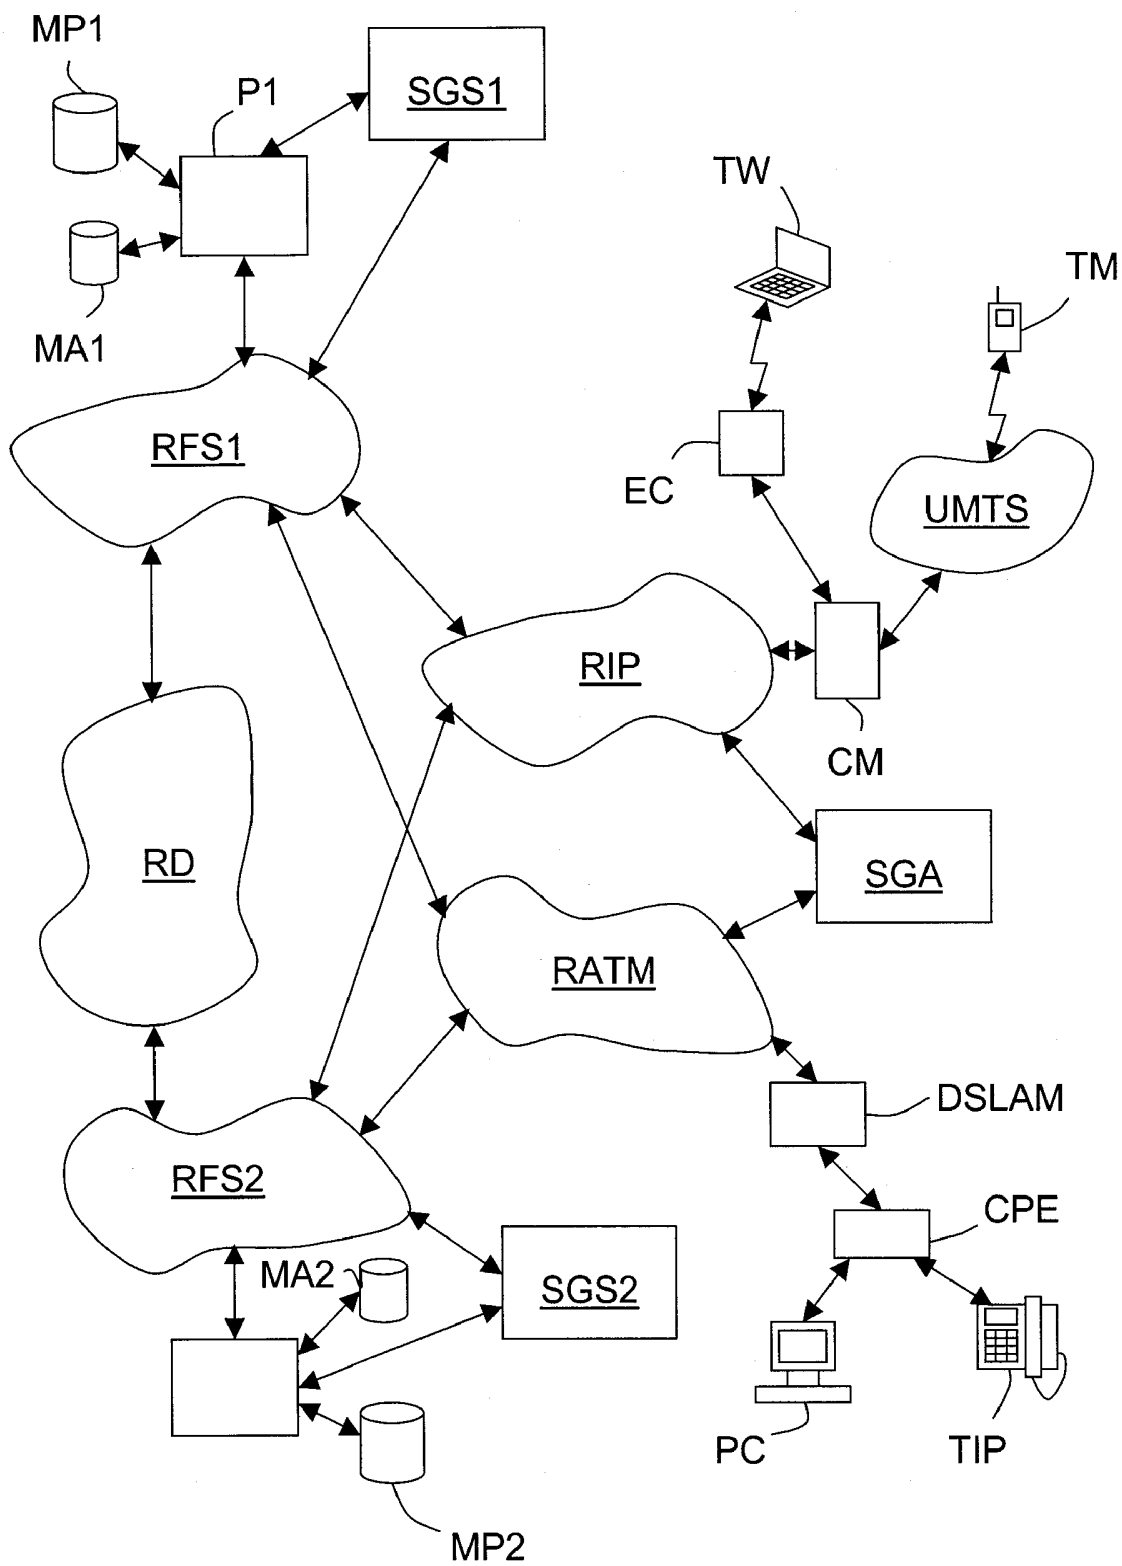 MP1
SGS1
P1
TW
TM
MA1
RFS1
EC
UMTS
RIP
CM
RD
SGA
RATM
DSLAM
RFS2
CPE
MA2
SGS2
PC
TIP
MP2